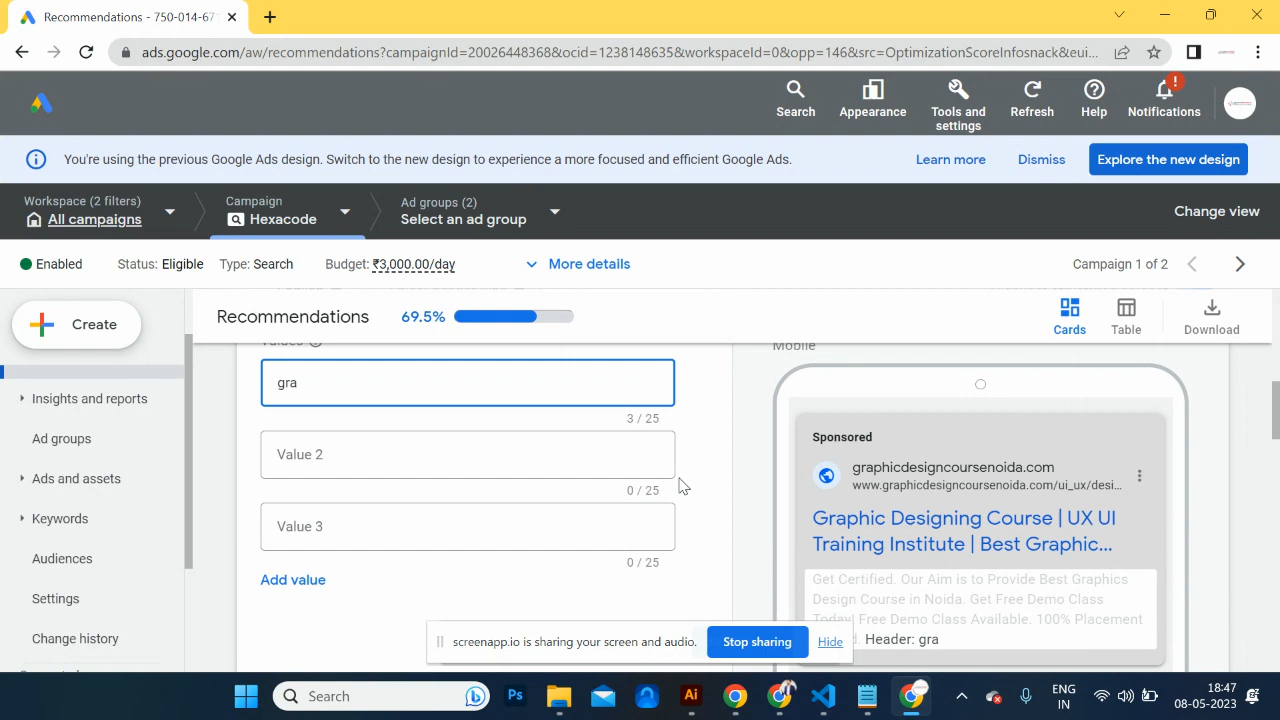 Recommendations - 750-014-671
ads.google.com/aw/recommendations?campaignId=20026448368&ocid=1238148635&workspaceId=0&opp=146&src=OptimizationScoreInfosnack&eui...
Search
Appearance
Tools and
settings
Refresh
Help
Notifications
You're using the previous Google Ads design. Switch to the new design to experience a more focused and efficient Google Ads.
Learn more
Dismiss
Explore the new design
Workspace (2 filters)
All campaigns
Campaign
Hexacode
Ad groups (2)
Select an ad group
Change view
Enabled
Status: Eligible
Type: Search
Budget: ₹3,000.00/day
More details
Campaign 1 of 2
Create
Recommendations
69.5%
Cards
Table
Download
Insights and reports
Ad groups
Ads and assets
Keywords
Audiences
Settings
Change history
Values
gra
3 / 25
Value 2
0 / 25
Value 3
0 / 25
Add value
Mobile
Sponsored
graphicdesigncoursenoida.com
www.graphicdesigncoursenoida.com/ui_ux/desi...
Graphic Designing Course | UX UI
Training Institute | Best Graphic...
Get Certified. Our Aim is to Provide Best Graphics
Design Course in Noida. Get Free Demo Class
Today! Free Demo Class Available. 100% Placement
Header: gra
screenapp.io is sharing your screen and audio.
Stop sharing
Hide
Search
Ps
Ai
ENG
IN
18:47
08-05-2023